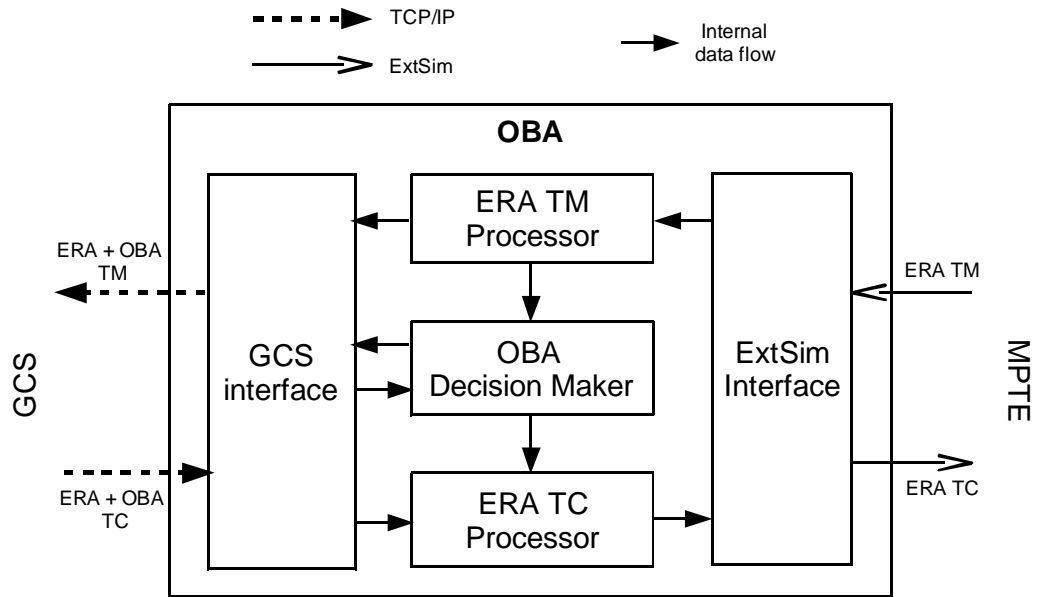 TCP/IP
ExtSim
Internal
data flow
OBA
ERA TM
Processor
ERA + OBA
TM
GCS
interface
OBA
Decision Maker
ExtSim
Interface
ERA TM
GCS
MPTE
ERA + OBA
TC
ERA TC
Processor
ERA TC